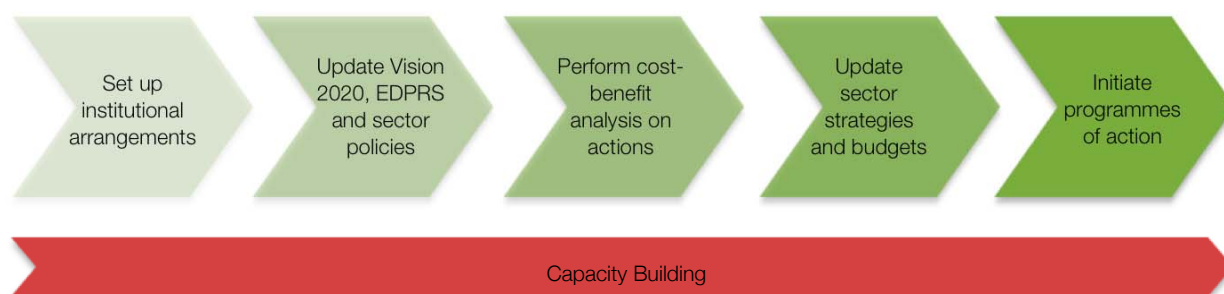 Set up
institutional
arrangements
Update Vision
2020, EDPRS
and sector
policies
Perform cost-
benefit
analysis on
actions
Update
sector
strategies
and budgets
Initiate
programmes
of action
Capacity Building